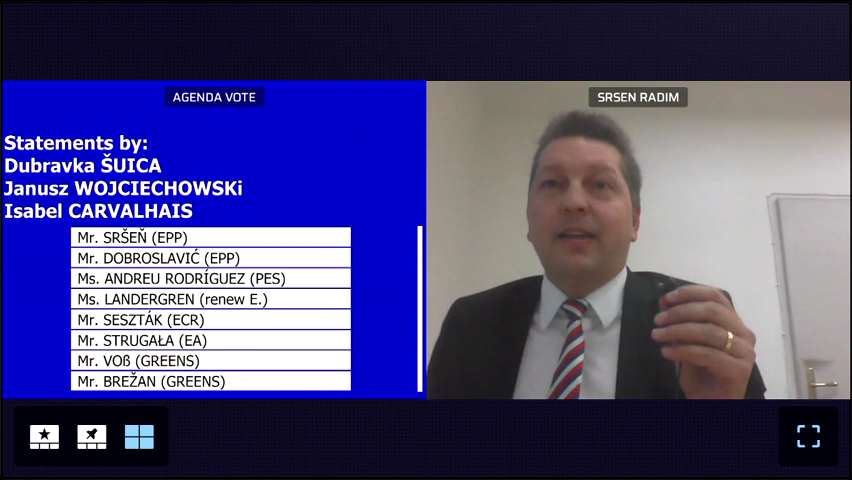 AGENDA VOTE
Statements by:
Dubravka ŠUICA
Janusz WOJCIECHOWSKi
Isabel CARVALHAIS
Mr. SRŠEŇ (EPP)
Mr. DOBROSLAVIĆ (EPP)
Ms. ANDREU RODRÍGUEZ (PES)
Ms. LANDERGREN (renew E.)
Mr. SESZTÁK (ECR)
Mr. STRUGAŁA (EA)
Mr. VOß (GREENS)
Mr. BREŽAN (GREENS)
SRSEN RADIM